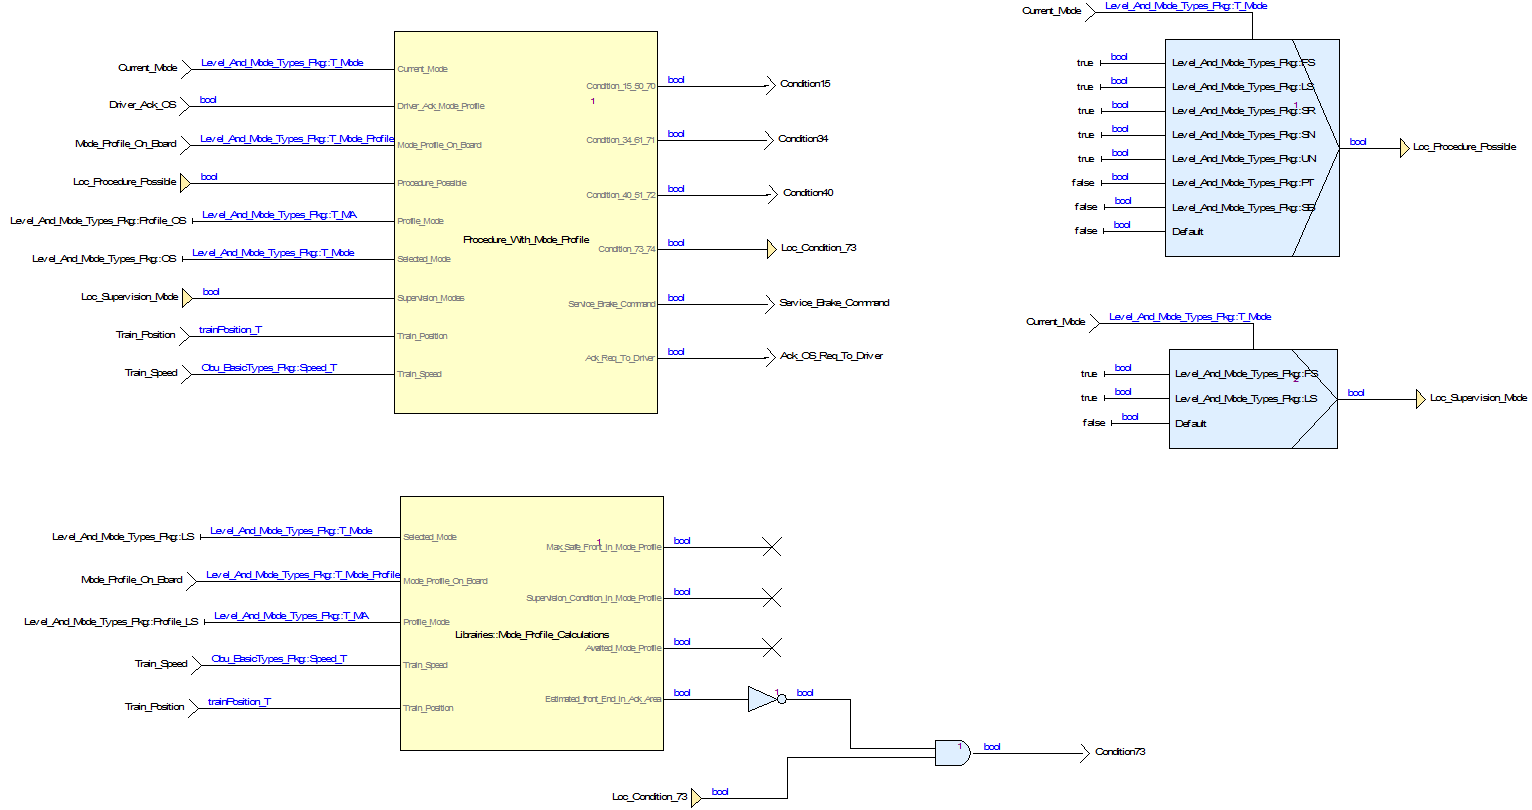 Current_Mode
Level_And_Mode_Types_Pkg::T_Mode
Current_Mode
Driver_Ack_OS
bool
Driver_Ack_Mode_Profile
Mode_Profile_On_Board
Level_And_Mode_Types_Pkg::T_Mode_Profile
Mode_Profile_On_Board
Loc_Procedure_Possible
bool
Procedure_Possible
Level_And_Mode_Types_Pkg::Profile_OS
Level_And_Mode_Types_Pkg::T_MA
Profile_Mode
Level_And_Mode_Types_Pkg::OS
Level_And_Mode_Types_Pkg::T_Mode
Selected_Mode
Loc_Supervision_Mode
bool
Supervision_Modes
Train_Position
trainPosition_T
Train_Position
Train_Speed
Obu_BasicTypes_Pkg::Speed_T
Train_Speed
1
Procedure_With_Mode_Profile
Condition_15_50_70
bool
Condition15
Condition_34_61_71
bool
Condition34
Condition_40_51_72
bool
Condition40
Condition_73_74
bool
Loc_Condition_73
Service_Brake_Command
bool
Service_Brake_Command
Ack_Req_To_Driver
bool
Ack_OS_Req_To_Driver
Current_Mode
Level_And_Mode_Types_Pkg::T_Mode
true
bool
Level_And_Mode_Types_Pkg::FS
true
bool
Level_And_Mode_Types_Pkg::LS
true
bool
Level_And_Mode_Types_Pkg::SR
1
true
bool
Level_And_Mode_Types_Pkg::SN
true
bool
Level_And_Mode_Types_Pkg::UN
false
bool
Level_And_Mode_Types_Pkg::PT
false
bool
Level_And_Mode_Types_Pkg::SB
false
bool
Default
bool
Loc_Procedure_Possible
Current_Mode
Level_And_Mode_Types_Pkg::T_Mode
true
bool
Level_And_Mode_Types_Pkg::FS
2
true
bool
Level_And_Mode_Types_Pkg::LS
false
bool
Default
bool
Loc_Supervision_Mode
Level_And_Mode_Types_Pkg::LS
Level_And_Mode_Types_Pkg::T_Mode
Selected_Mode
Mode_Profile_On_Board
Level_And_Mode_Types_Pkg::T_Mode_Profile
Mode_Profile_On_Board
Level_And_Mode_Types_Pkg::Profile_LS
Level_And_Mode_Types_Pkg::T_MA
Profile_Mode
Train_Speed
Obu_BasicTypes_Pkg::Speed_T
Train_Speed
Train_Position
trainPosition_T
Train_Position
1
Librairies::Mode_Profile_Calculations
Max_Safe_Front_In_Mode_Profile
bool
Supervision_Condition_In_Mode_Profile
bool
Awaited_Mode_Profile
bool
Estimated_front_End_In_Ack_Area
bool
1
bool
Loc_Condition_73
bool
1
bool
Condition73